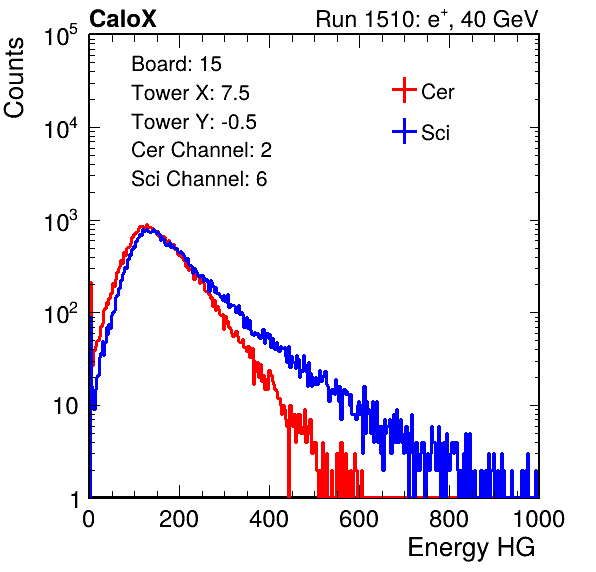 CaloX Run 1510: e⁺, 40 GeV
Counts
Board: 15
Tower X: 7.5
Tower Y: -0.5
Cer Channel: 2
Sci Channel: 6
Cer
Sci
10⁵
10⁴
10³
10²
10
1
0 200 400 600 800 1000
Energy HG